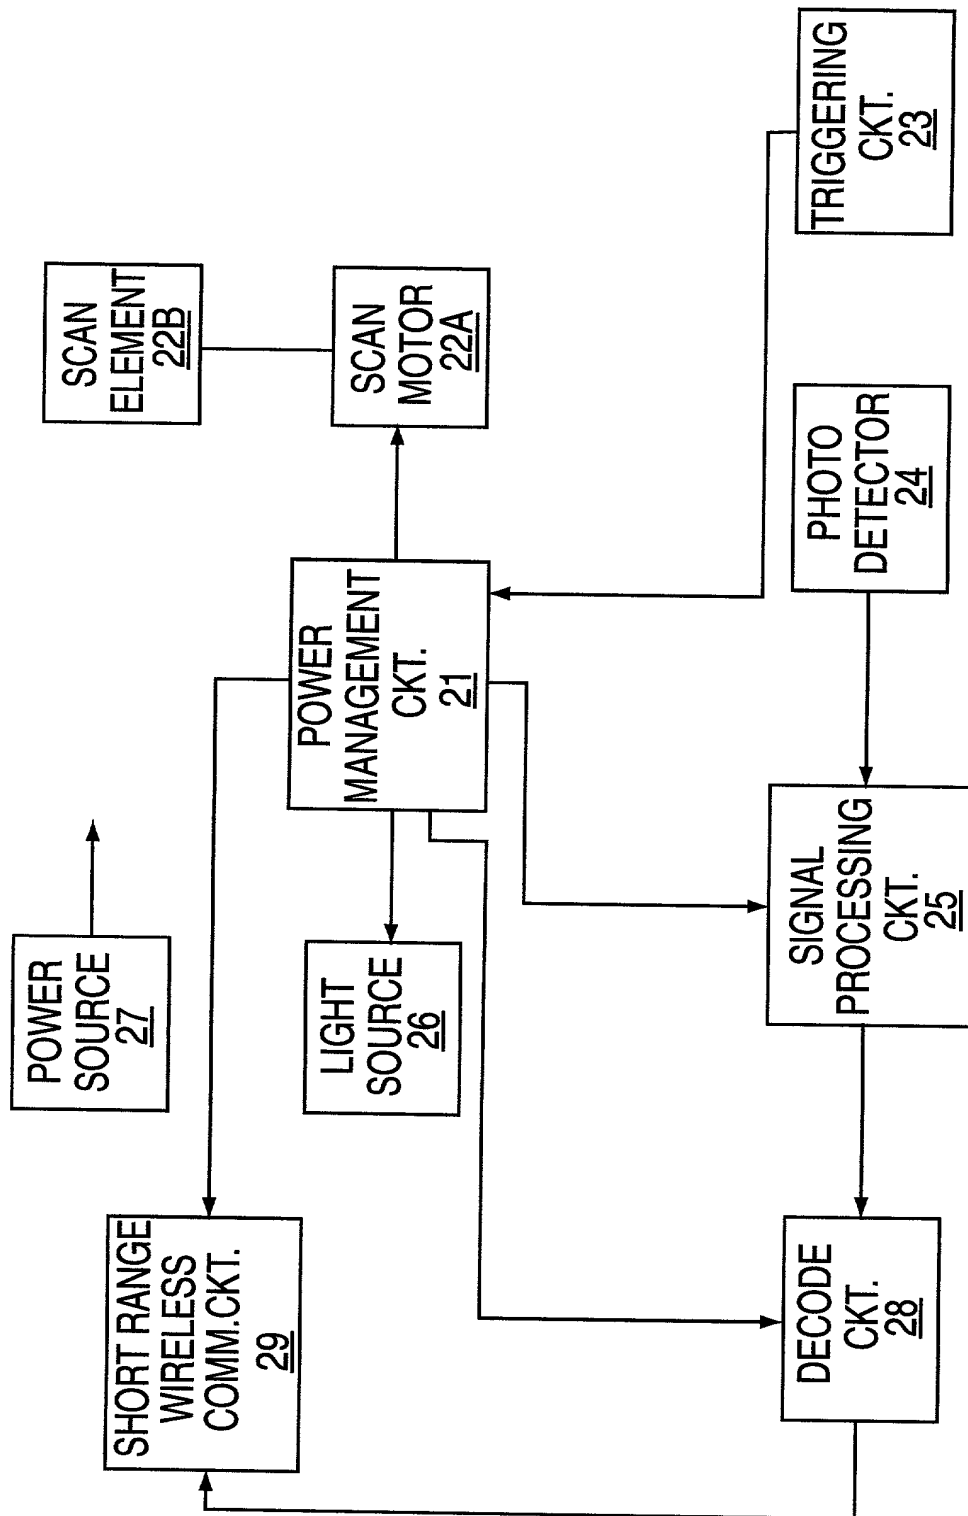 SHORT RANGE
WIRELESS
COMM.CKT.
29
POWER
SOURCE
27
SCAN
ELEMENT
22B
LIGHT
SOURCE
26
POWER
MANAGEMENT
CKT.
21
SCAN
MOTOR
22A
DECODE
CKT.
28
SIGNAL
PROCESSING
CKT.
25
PHOTO
DETECTOR
24
TRIGGERING
CKT.
23